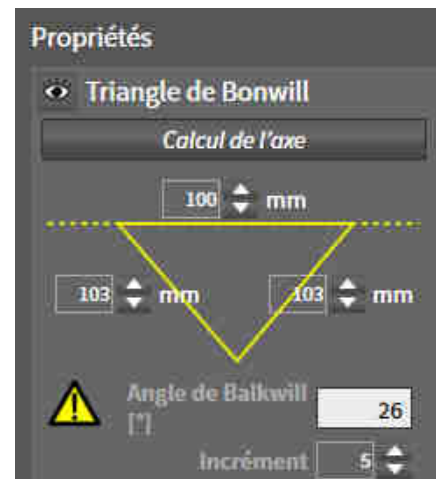 Propriétés
Triangle de Bonwill
Calcul de l'axe
100 mm
103 mm 103 mm
Angle de Balkwill
[°] 26
Incrément 5